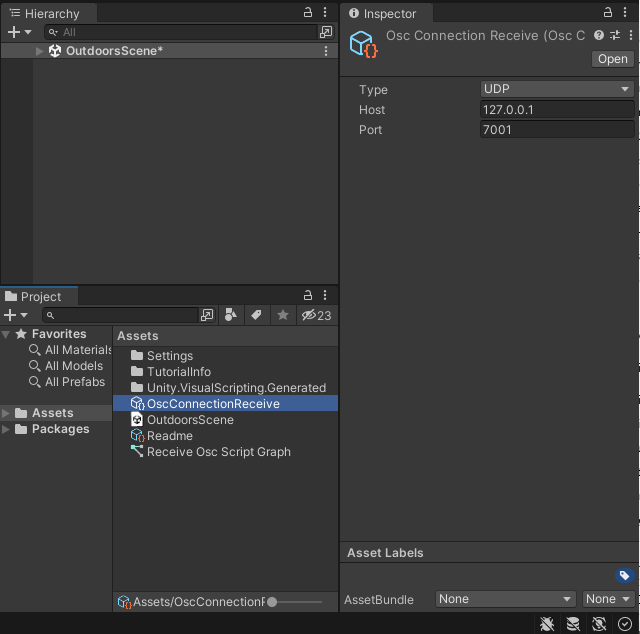 Hierarchy
All
OutdoorsScene*
Inspector
Osc Connection Receive (Osc C
Open
Type UDP
Host 127.0.0.1
Port 7001
Project
23
Favorites
All Materials
All Models
All Prefabs
Assets
Packages
Assets
Settings
TutorialInfo
Unity.VisualScripting.Generated
OscConnectionReceive
OutdoorsScene
Readme
Receive Osc Script Graph
Assets/OscConnectionR
Asset Labels
AssetBundle None None